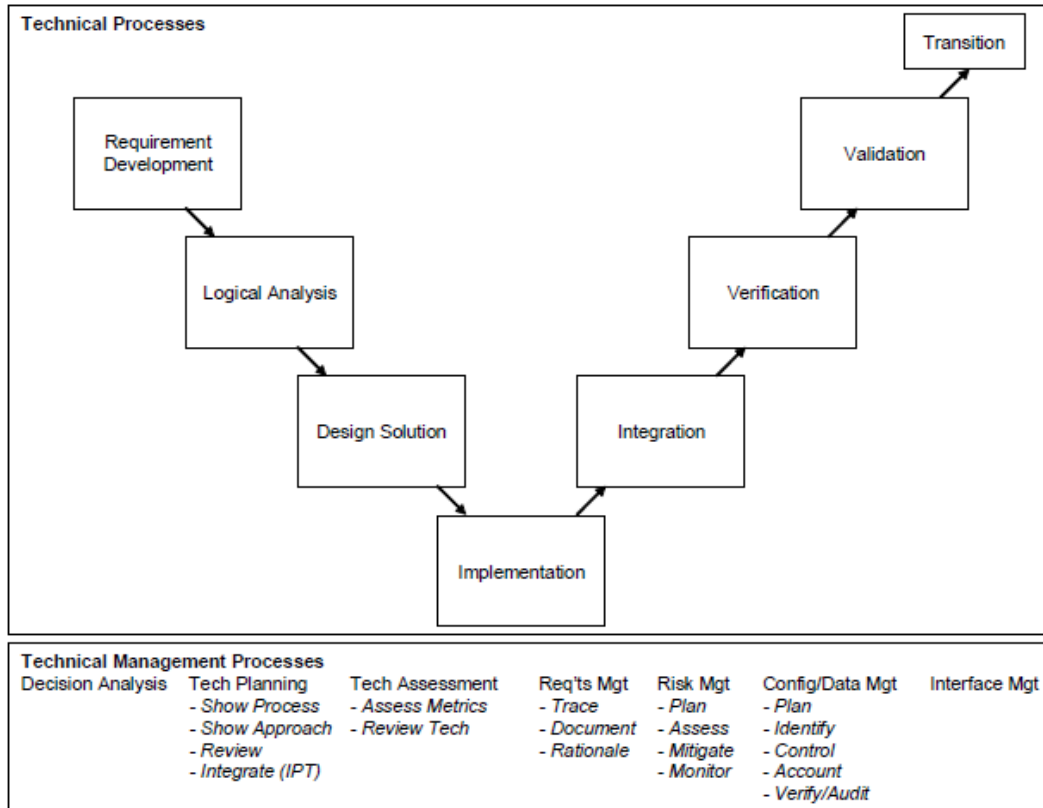 Technical Processes
Transition
Requirement
Development
Validation
Logical Analysis
Verification
Design Solution
Integration
Implementation
Technical Management Processes
Decision Analysis
Tech Planning
- Show Process
- Show Approach
- Review
- Integrate (IPT)
Tech Assessment
- Assess Metrics
- Review Tech
Req'ts Mgt
- Trace
- Document
- Rationale
Risk Mgt
- Plan
- Assess
- Mitigate
- Monitor
Config/Data Mgt
- Plan
- Identify
- Control
- Account
- Verify/Audit
Interface Mgt